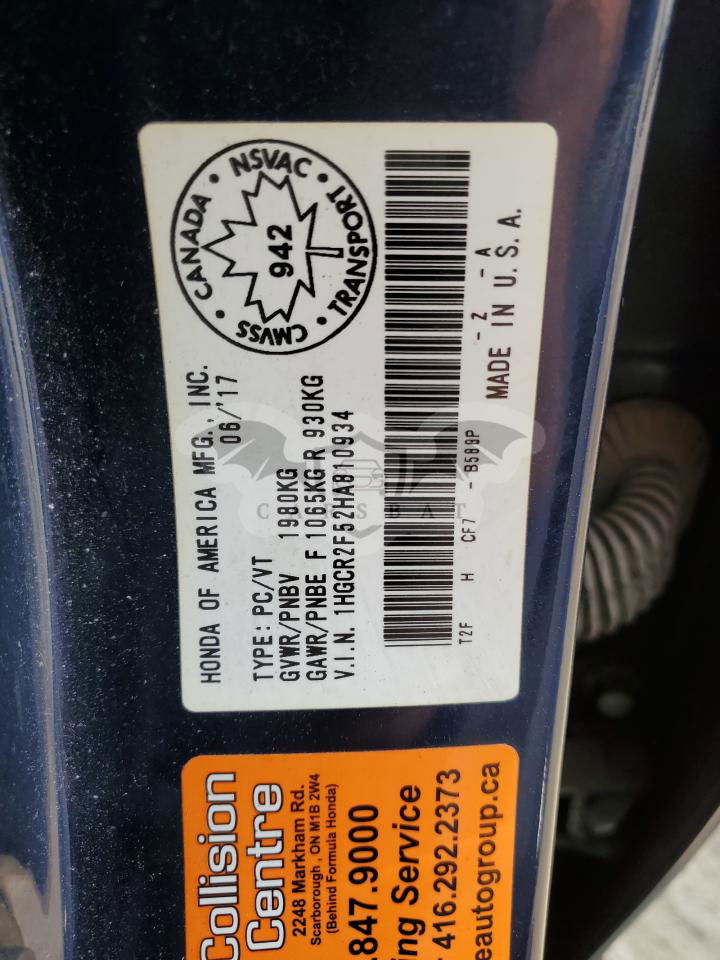 HONDA OF AMERICA MFG., INC.
06/'17
TYPE: PC/VT
GVWR/PNBV 1980KG
GAWR/PNBE F 1065KG R 930KG
V.I.N. 1HGCR2F52HA810934
CANADA · NSVAC · TRANSPORT · CMVSS ·
942
T2F H CF7 - B588P - Z - A
MADE IN U.S.A.
CARSBAT
Collision
Centre
2248 Markham Rd.
Scarborough, ON M1B 2W4
(Behind Formula Honda)
847.9000
ing Service
416.292.2373
eautogroup.ca